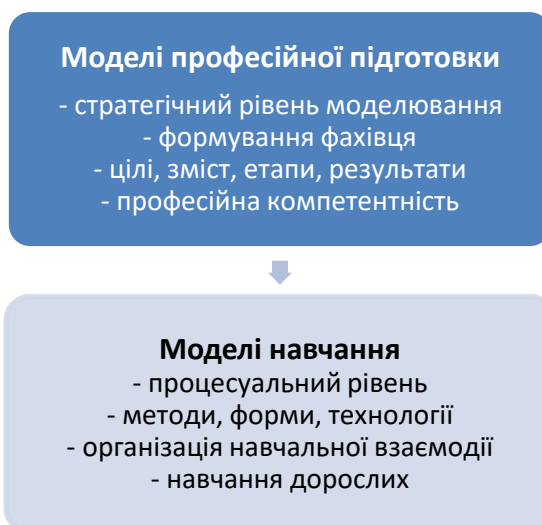 Моделі професійної підготовки
- стратегічний рівень моделювання
- формування фахівця
- цілі, зміст, етапи, результати
- професійна компетентність
Моделі навчання
- процесуальний рівень
- методи, форми, технології
- організація навчальної взаємодії
- навчання дорослих